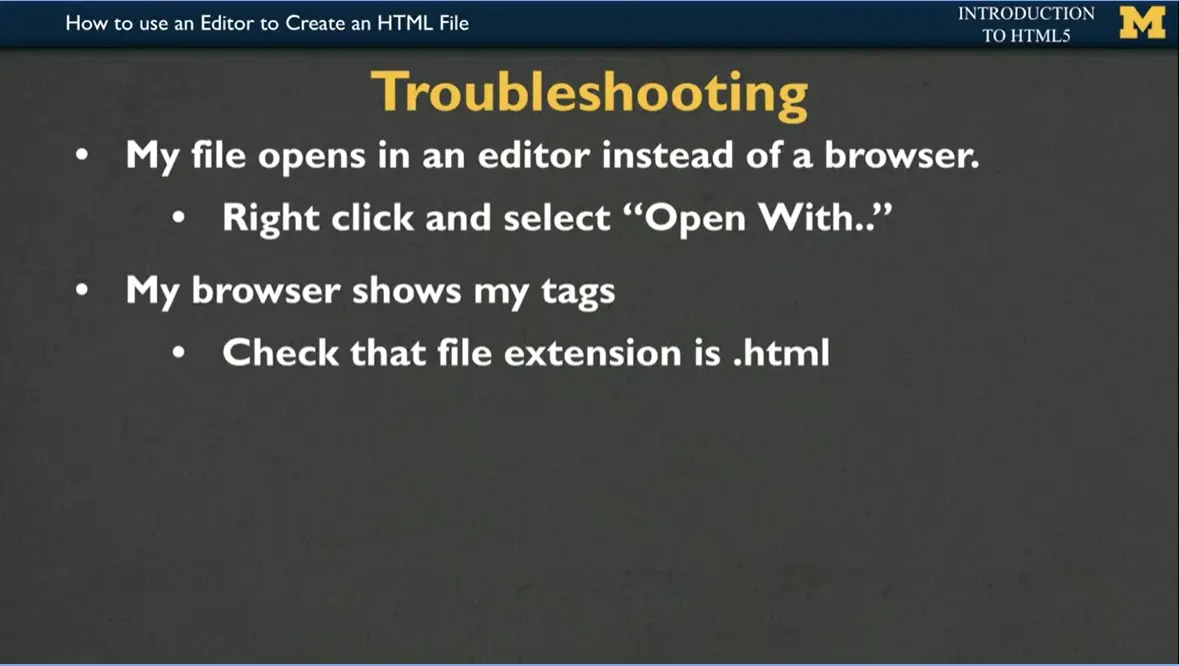 How to use an Editor to Create an HTML File
INTRODUCTION
TO HTML5
M
Troubleshooting
• My file opens in an editor instead of a browser.
• Right click and select “Open With..”
• My browser shows my tags
• Check that file extension is .html